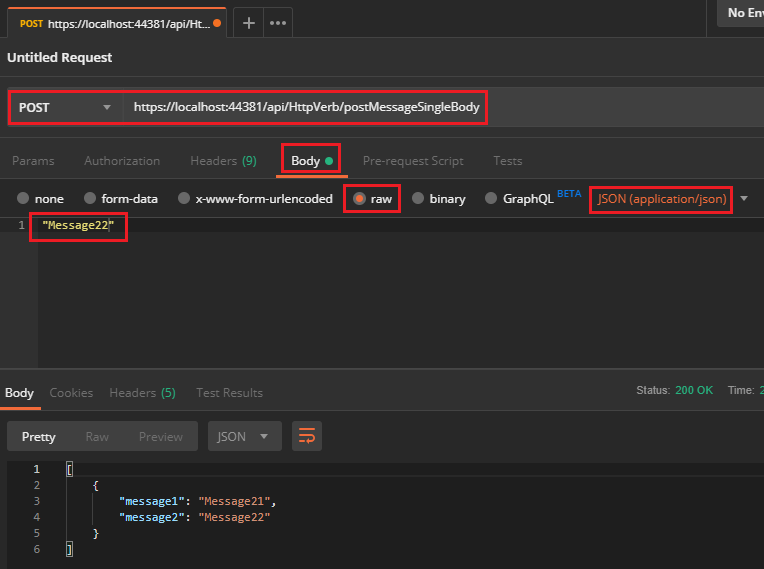 POST https://localhost:44381/api/Ht... + •••
No Env
Untitled Request
POST https://localhost:44381/api/HttpVerb/postMessageSingleBody
Params Authorization Headers (9) Body Pre-request Script Tests
none form-data x-www-form-urlencoded raw binary GraphQL BETA JSON (application/json)
1 "Message22"
Body Cookies Headers (5) Test Results Status: 200 OK Time: 2
Pretty Raw Preview JSON
1 [
2 {
3 "message1": "Message21",
4 "message2": "Message22"
5 }
6 ]